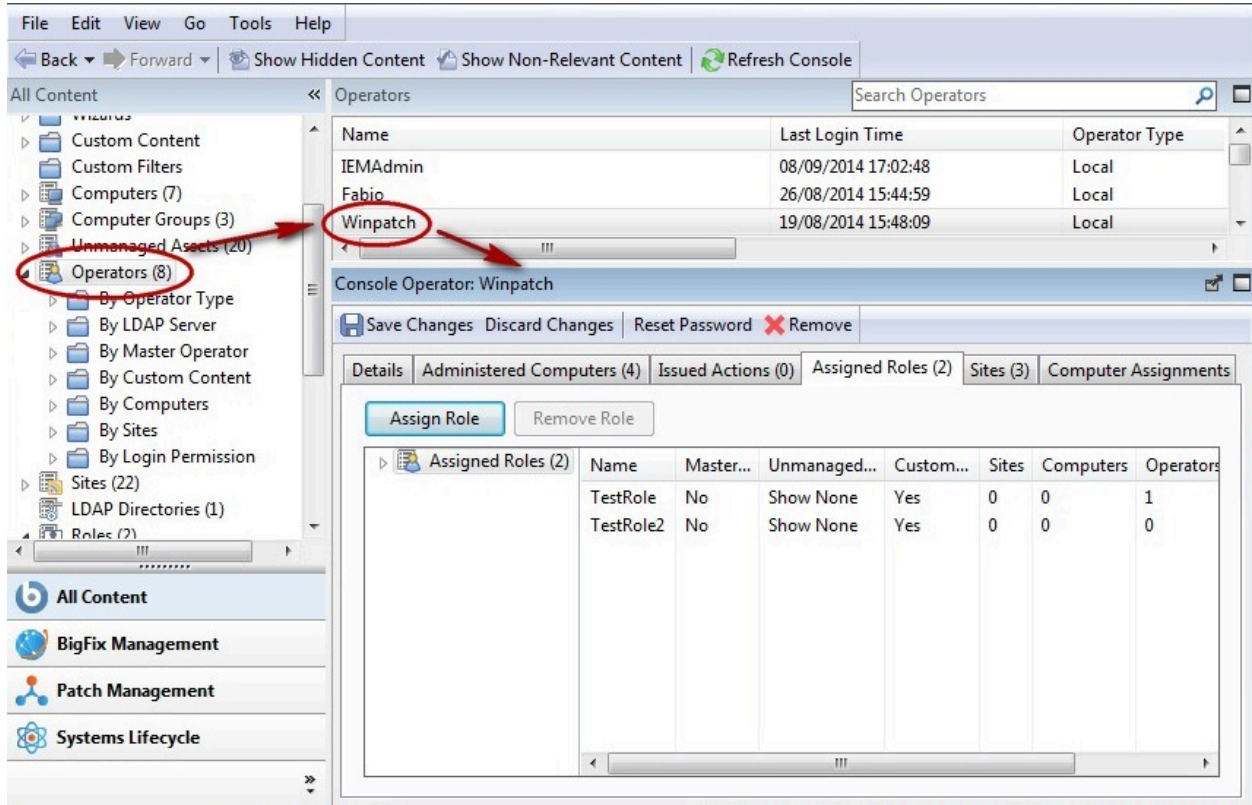 File Edit View Go Tools Help
Back Forward Show Hidden Content Show Non-Relevant Content Refresh Console
All Content
Wizards
Custom Content
Custom Filters
Computers (7)
Computer Groups (3)
Unmanaged Assets (20)
Operators (8)
By Operator Type
By LDAP Server
By Master Operator
By Custom Content
By Computers
By Sites
By Login Permission
Sites (22)
LDAP Directories (1)
Roles (2)
All Content
BigFix Management
Patch Management
Systems Lifecycle
Operators Search Operators
Name Last Login Time Operator Type
IEMAdmin 08/09/2014 17:02:48 Local
Fabio 26/08/2014 15:44:59 Local
Winpatch 19/08/2014 15:48:09 Local
Console Operator: Winpatch
Save Changes Discard Changes Reset Password Remove
Details Administered Computers (4) Issued Actions (0) Assigned Roles (2) Sites (3) Computer Assignments
Assign Role Remove Role
Assigned Roles (2)
Name Master... Unmanaged... Custom... Sites Computers Operators
TestRole No Show None Yes 0 0 1
TestRole2 No Show None Yes 0 0 0